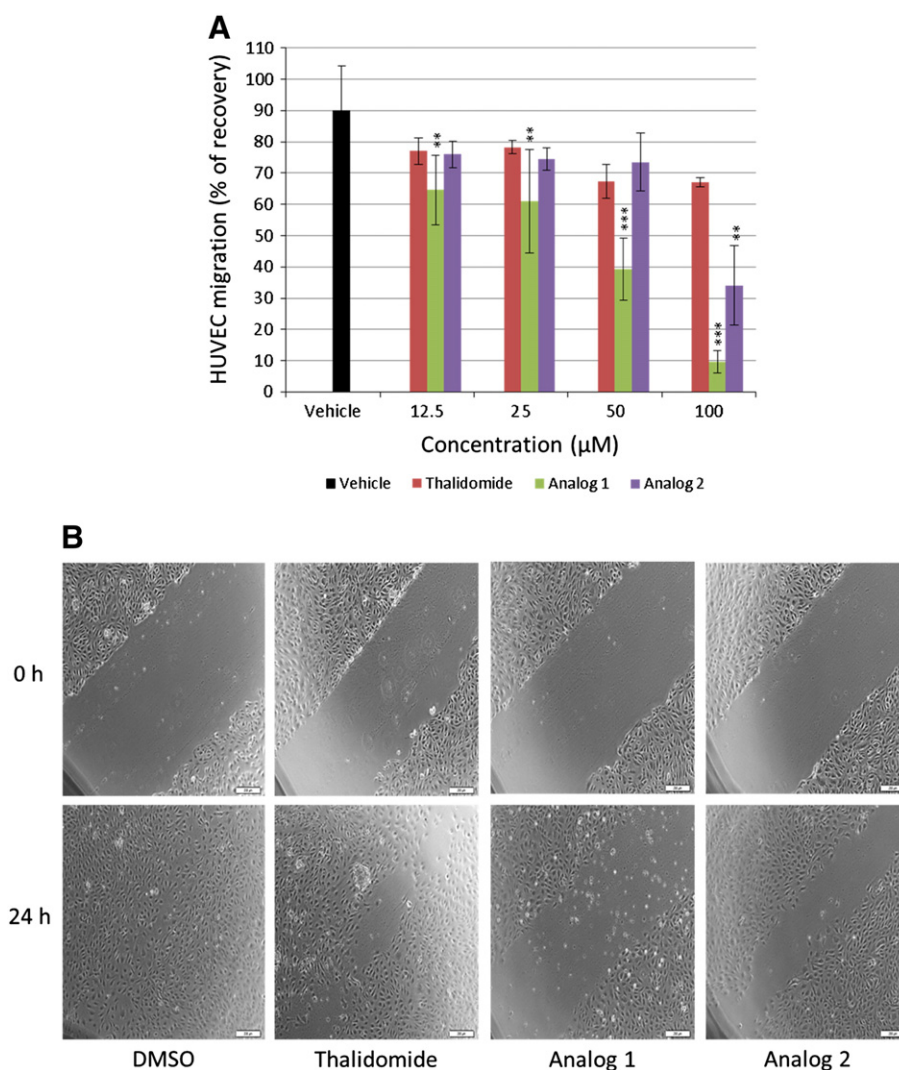 A
HUVEC migration (% of recovery)
110
100
90
80
70
60
50
40
30
20
10
0
** ** *** *** **
Vehicle 12.5 25 50 100
Concentration (µM)
Vehicle Thalidomide Analog 1 Analog 2
B
0 h
24 h
DMSO Thalidomide Analog 1 Analog 2